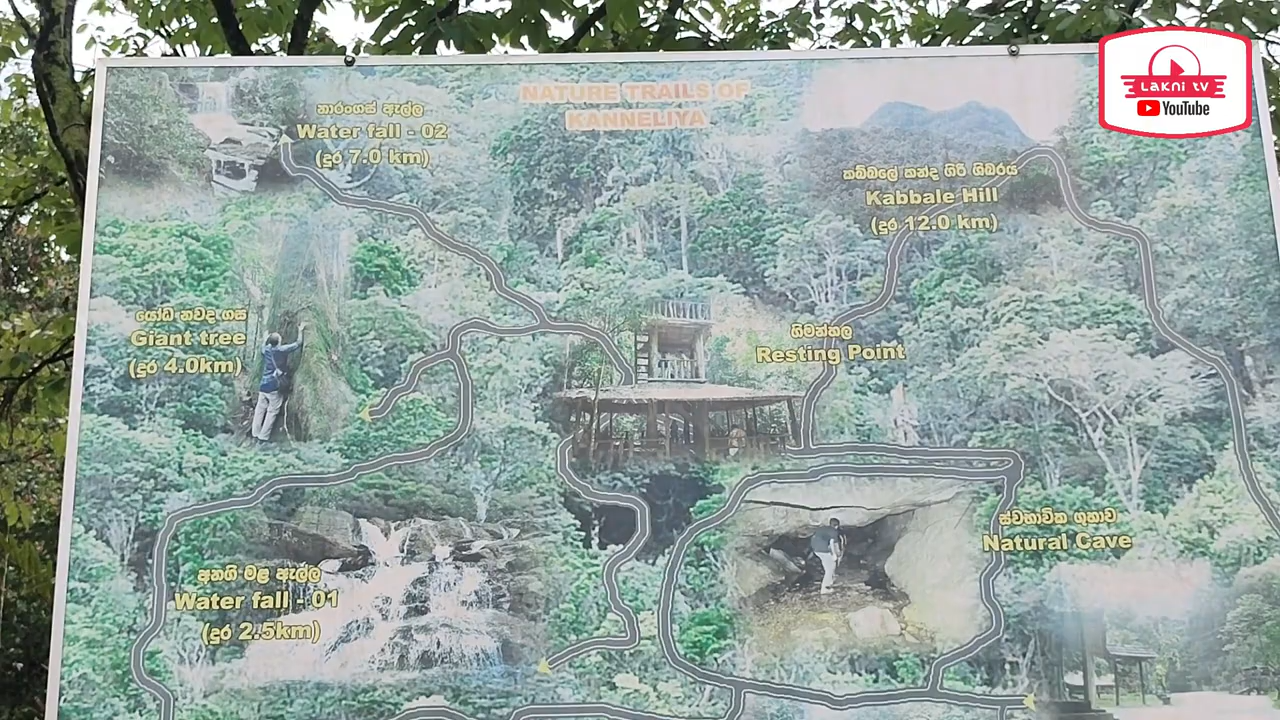 LAKNI TV
YouTube
NATURE TRAILS OF
KANNELIYA
නාරංගස් ඇල්ල
Water fall - 02
(දුර 7.0 km)
කබ්බලේ කන්ද ගිරි ශිඛරය
Kabbale Hill
(දුර 12.0 km)
යෝධ නවද ගස
Giant tree
(දුර 4.0km)
ගිමන්හල
Resting Point
ස්වභාවික ගුහාව
Natural Cave
අනගි මළ ඇල්ල
Water fall - 01
(දුර 2.5km)